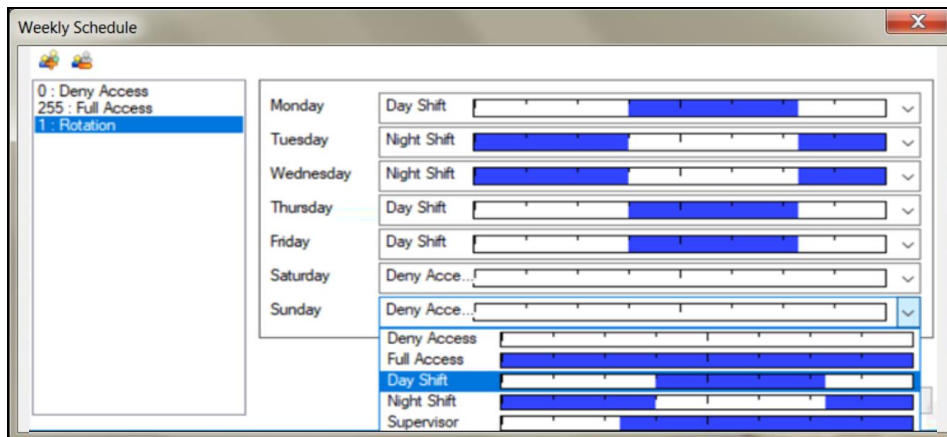 Weekly Schedule
0 : Deny Access
255 : Full Access
1 : Rotation
Monday Day Shift
Tuesday Night Shift
Wednesday Night Shift
Thursday Day Shift
Friday Day Shift
Saturday Deny Acce...
Sunday Deny Acce...
Deny Access
Full Access
Day Shift
Night Shift
Supervisor